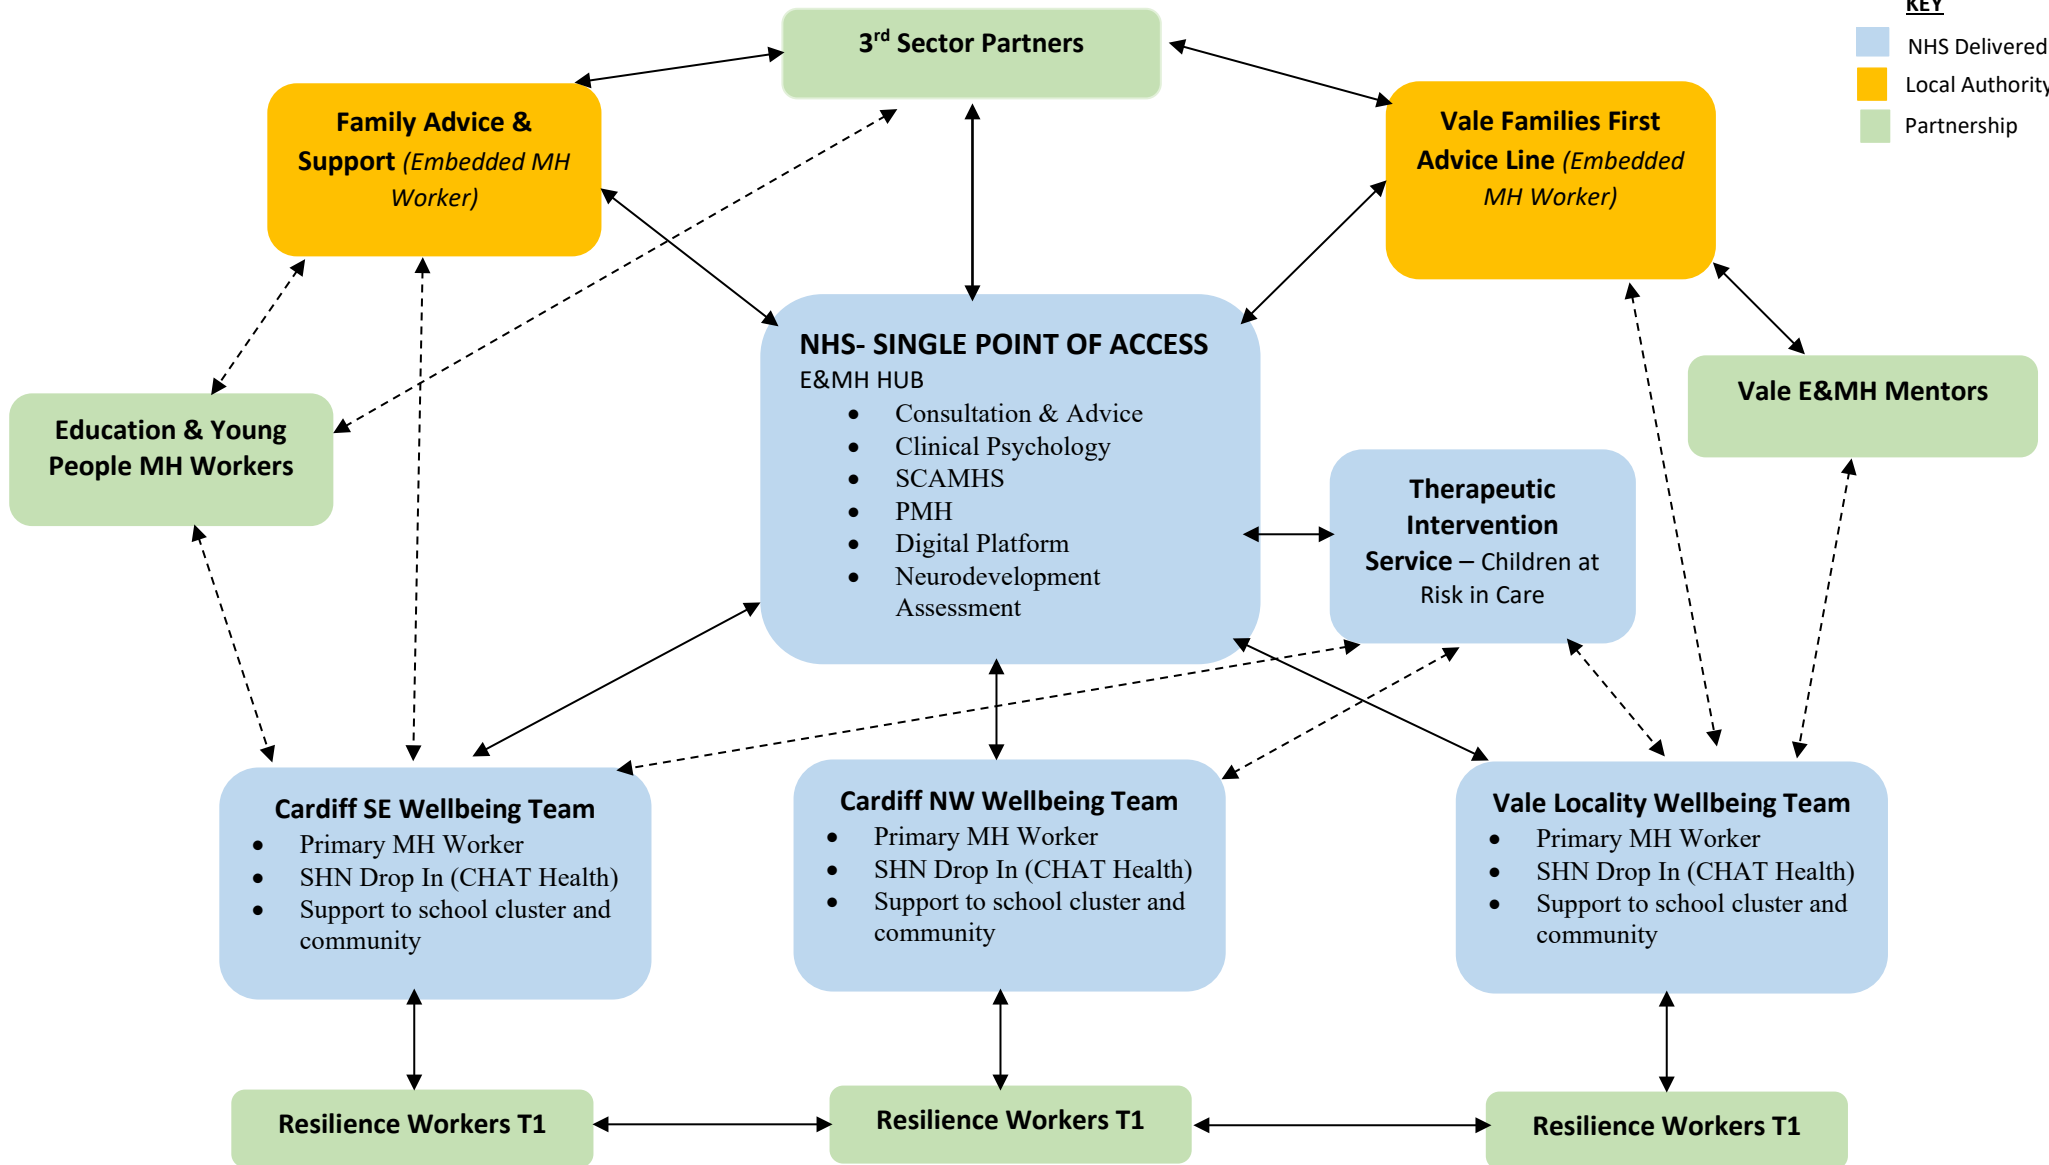 3rd Sector Partners
KEY
NHS Delivered
Local Authority
Partnership
Family Advice &
Support (Embedded MH
Worker)
Vale Families First
Advice Line (Embedded
MH Worker)
NHS- SINGLE POINT OF ACCESS
E&MH HUB
• Consultation & Advice
• Clinical Psychology
• SCAMHS
• PMH
• Digital Platform
• Neurodevelopment
Assessment
Education & Young
People MH Workers
Vale E&MH Mentors
Therapeutic
Intervention
Service – Children at
Risk in Care
Cardiff SE Wellbeing Team
• Primary MH Worker
• SHN Drop In (CHAT Health)
• Support to school cluster and
community
Cardiff NW Wellbeing Team
• Primary MH Worker
• SHN Drop In (CHAT Health)
• Support to school cluster and
community
Vale Locality Wellbeing Team
• Primary MH Worker
• SHN Drop In (CHAT Health)
• Support to school cluster and
community
Resilience Workers T1
Resilience Workers T1
Resilience Workers T1